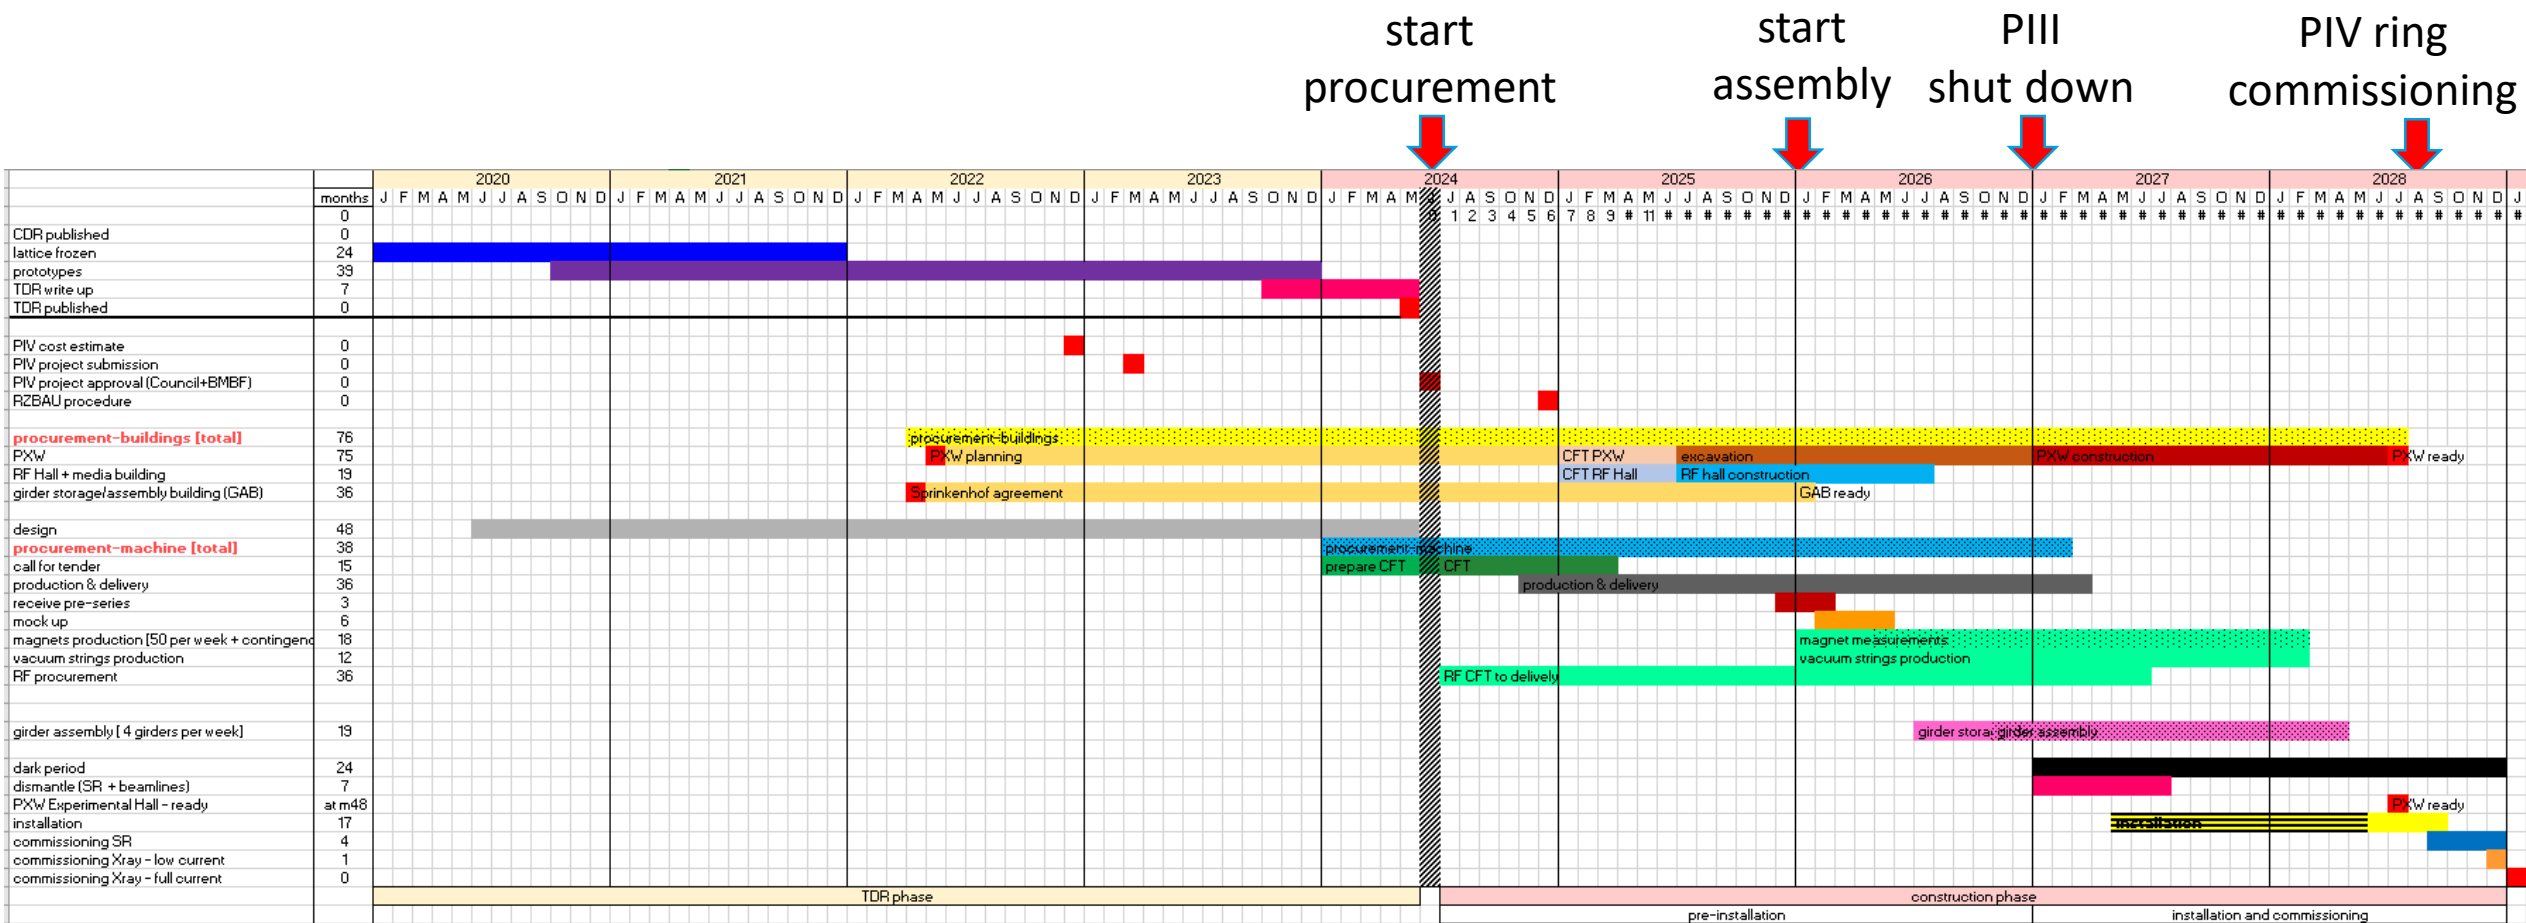 start
procurement
start
assembly
PIII
shut down
PIV ring
commissioning
2020 2021 2022 2023 2024 2025 2026 2027 2028
months J F M A M J J A S O N D J F M A M J J A S O N D J F M A M J J A S O N D J F M A M J J A S O N D J F M A M J A S O N D J F M A M J J A S O N D J F M A M J J A S O N D J F M A M J J A S O N D J F M A M J J A S O N D J
0 0 1 2 3 4 5 6 7 8 9 # 11 # # # # # # # # # # # # # # # # # # # # # # # # # # # # # # # # # # # # # # # # # # #
CDR published 0
lattice frozen 24
prototypes 39
TDR write up 7
TDR published 0
PIV cost estimate 0
PIV project submission 0
PIV project approval (Council+BMBF) 0
RZBAU procedure 0
procurement-buildings [total] 76 procurement-buildings
PXW 75 PXW planning CFT PXW excavation PXW construction PXW ready
RF Hall + media building 19 CFT RF Hall RF hall construction
girder storage/assembly building (GAB) 36 Sprinkenhof agreement GAB ready
design 48
procurement-machine [total] 38 procurement-machine
call for tender 15 prepare CFT CFT
production & delivery 36 production & delivery
receive pre-series 3
mock up 6
magnets production [50 per week + contingenc 18 magnet measurements
vacuum strings production 12 vacuum strings production
RF procurement 36 RF CFT to delively
girder assembly [ 4 girders per week] 19 girder stora girder assembly
dark period 24
dismantle (SR + beamlines) 7
PXW Experimental Hall - ready at m48 PXW ready
installation 17 installation
commissioning SR 4
commissioning Xray - low current 1
commissioning Xray - full current 0
TDR phase construction phase
pre-installation installation and commissioning